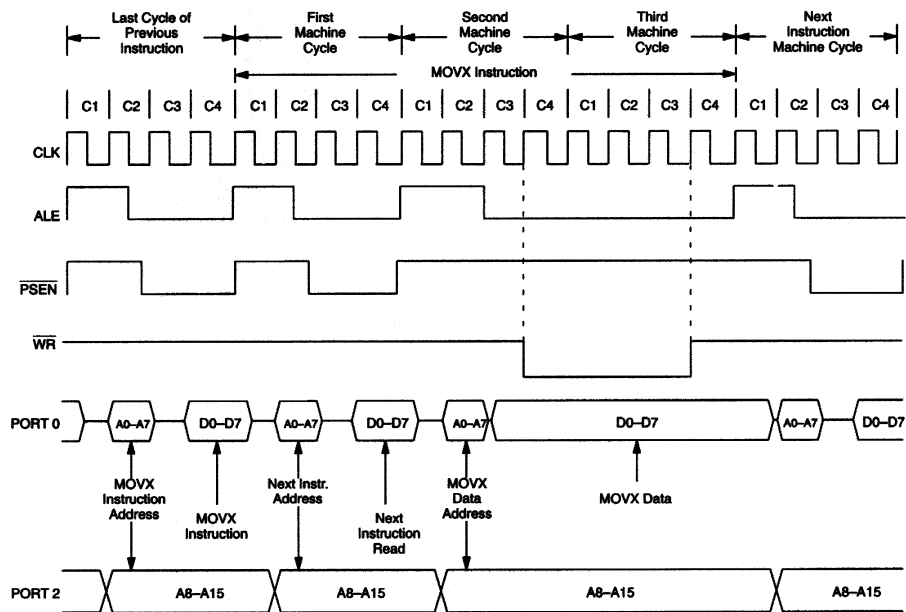 Last Cycle of
Previous
Instruction
First
Machine
Cycle
Second
Machine
Cycle
Third
Machine
Cycle
Next
Instruction
Machine Cycle
MOVX Instruction
C1 C2 C3 C4 C1 C2 C3 C4 C1 C2 C3 C4 C1 C2 C3 C4 C1 C2 C3 C4
CLK
ALE
PSEN
WR
PORT 0 A0–A7 D0–D7 A0–A7 D0–D7 A0–A7 D0–D7 A0–A7 D0–D7
MOVX
Instruction
Address
MOVX
Instruction
Next Instr.
Address
Next
Instruction
Read
MOVX
Data
Address
MOVX Data
PORT 2 A8–A15 A8–A15 A8–A15 A8–A15